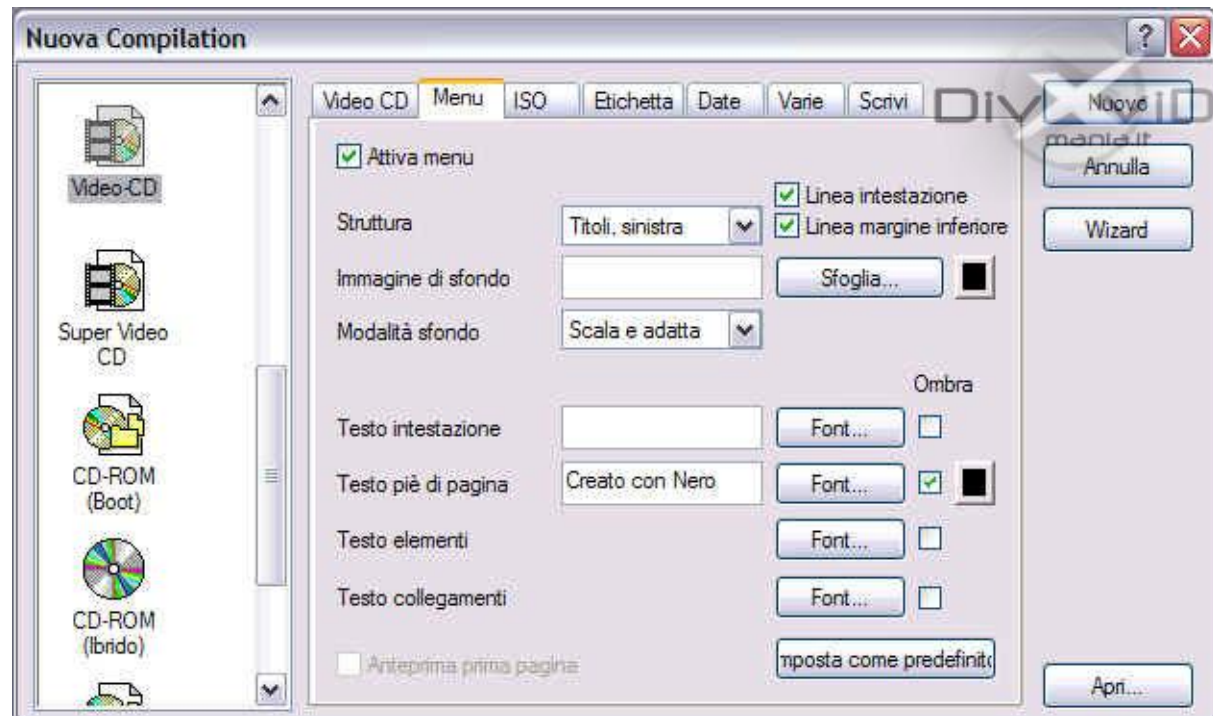 Nuova Compilation
Video-CD
Super Video
CD
CD-ROM
(Boot)
CD-ROM
(Ibrido)
Video CD Menu ISO Etichetta Date Varie Scrivi
Attiva menu
Struttura Titoli, sinistra
Linea intestazione
Linea margine inferiore
Immagine di sfondo Sfoglia...
Modalità sfondo Scala e adatta
Ombra
Testo intestazione Font...
Testo piè di pagina Creato con Nero Font...
Testo elementi Font...
Testo collegamenti Font...
Anteprima prima pagina mposta come predefinito
Nuovo
Annulla
Wizard
Apri...
DivXviD
mania.it